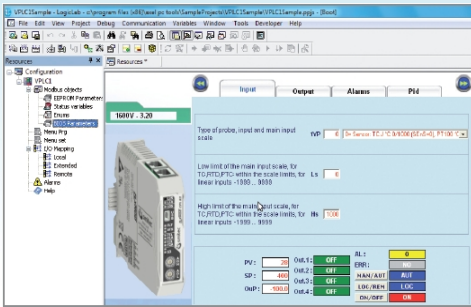 VPLC1Sample - LogicLab - c:\program files (x86)\axel pc tools\SampleProjects\VPLC1Sample\VPLC1Sample.ppjs - [Boot]
File Edit View Project Debug Communication Variables Window Tools Developer Help
Resources
Resources *
Configuration
VPLC1
Modbus objects
EEPROM Parameters
Status variables
Enums
BIOS Parameters
Menu Prg
Menu set
I/O Mapping
Local
Extended
Remote
Alarms
Help
Input Output Alarms Pid
1600V - 3.20
Type of probe, input and main input
scale
tYP 0
Low limit of the main input scale, for
TC,RTD,PTC: within the scale limits, for
linear inputs -1999 ... 9999
Ls 0
High limit of the main input scale, for
TC,RTD,PTC: within the scale limits, for
linear inputs -1999 ... 9999
Hs 1000
PV: 28
SP: 400
OuP: -100.0
Out.1: OFF
Out.2: OFF
Out.3: OFF
Out.4: OFF
AL.: 0
ERR: NO
MAN/AUT AUT
LOC/REM LOC
ON/OFF ON